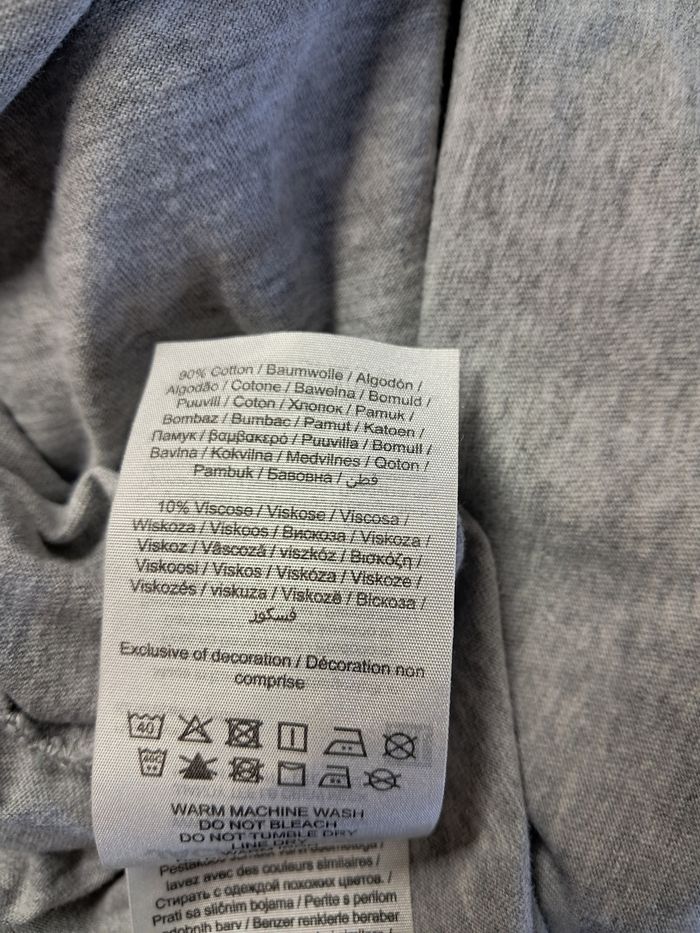 90% Cotton / Baumwolle / Algodón /
Algodão / Cotone / Bawełna / Bomuld /
Puuvill / Coton / Хлопок / Pamuk /
Bombaz / Bumbac / Pamut / Katoen /
Памук / βαμβακερό / Puuvilla / Bomull /
Bavlna / Kokvilna / Medvilnes / Qoton /
Pambuk / Бавовна / قطن
10% Viscose / Viskose / Viscosa /
Wiskoza / Viskoos / Вискоза / Viskoza /
Viskoz / Vâscoză / viszkóz / Βισκόζη /
Viskoosi / Viskos / Viskóza / Viskoze /
Viskozės / viskuza / Viskozë / Віскоза /
فسكوز
Exclusive of decoration / Décoration non
comprise
40
WARM MACHINE WASH
DO NOT BLEACH
DO NOT TUMBLE DRY
LINE DRY
lavez avec des couleurs similaires /
Стирать с одеждой похожих цветов. /
Prati sa sličnim bojama / Perite s perilom
odobnih barv / Benzer renklerle beraber